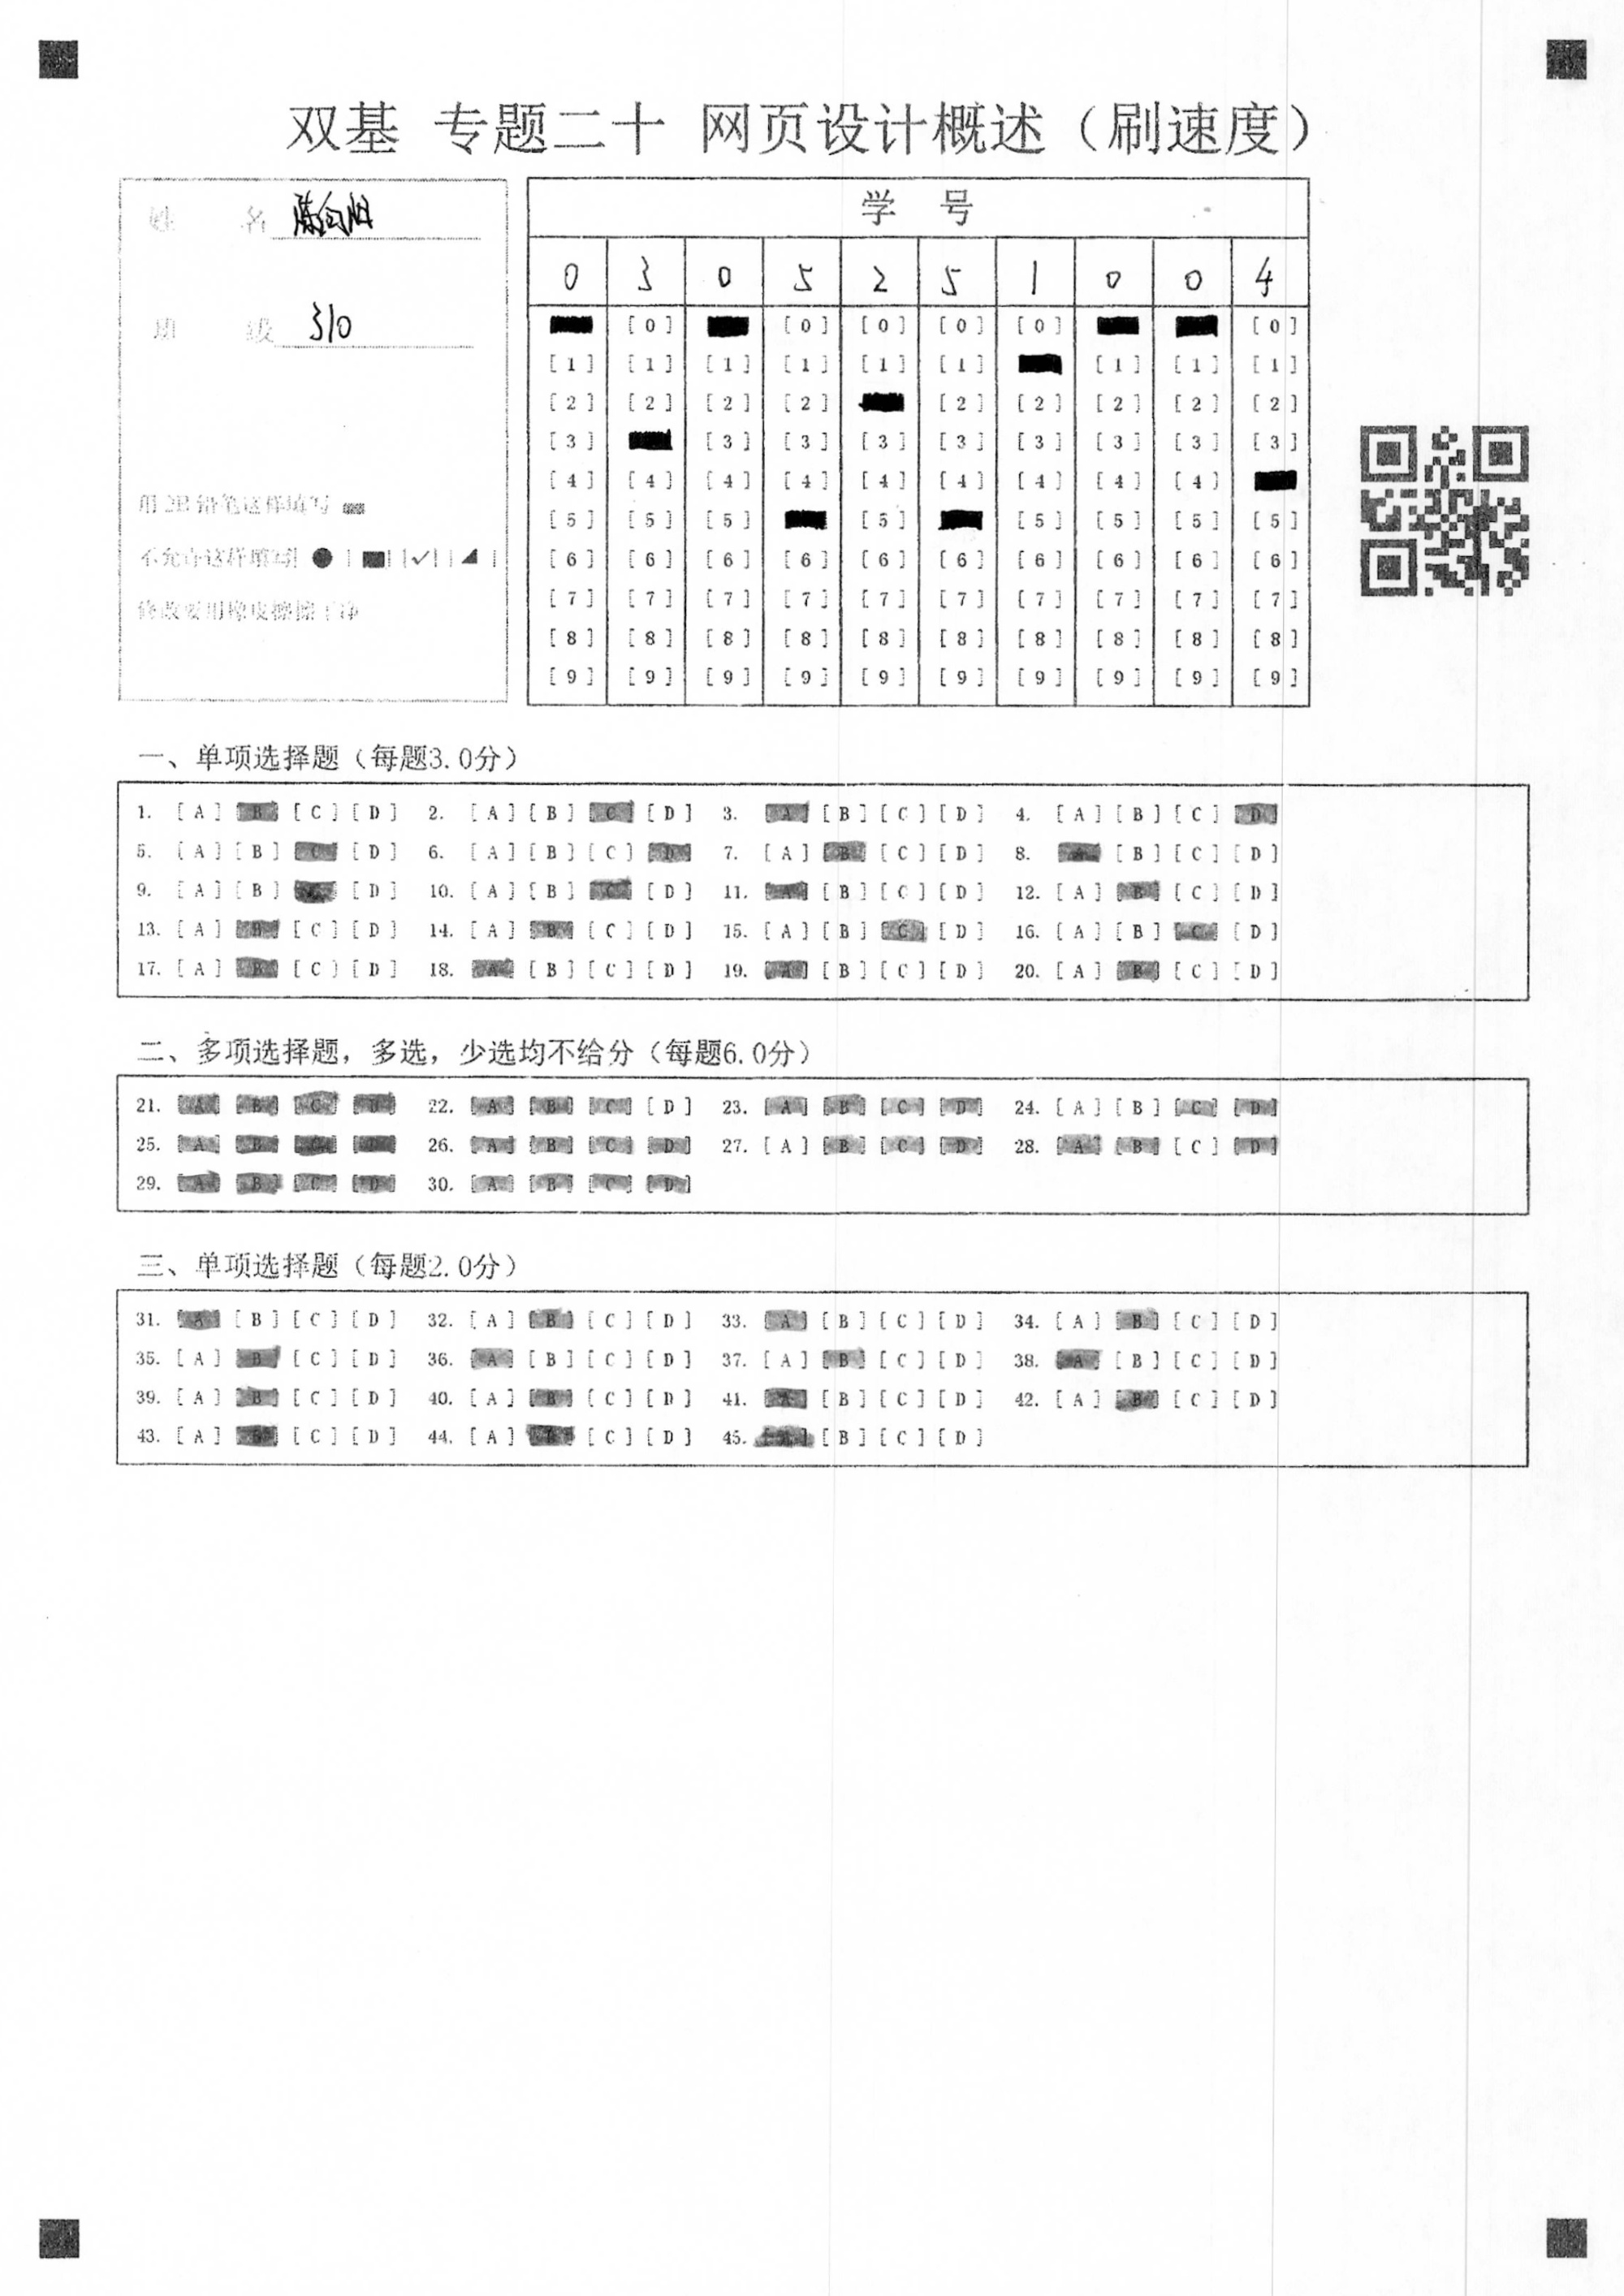 双基 专题二十 网页设计概述（刷速度）
姓 名
班 级 310
用2B铅笔这样填写
不允许这样填写
修改要用橡皮擦擦干净
学 号
0 3 0 5 2 5 1 0 0 4
[0] [0] [0] [0] [0] [0]
[1] [1] [1] [1] [1] [1] [1] [1] [1]
[2] [2] [2] [2] [2] [2] [2] [2] [2]
[3] [3] [3] [3] [3] [3] [3] [3] [3]
[4] [4] [4] [4] [4] [4] [4] [4] [4]
[5] [5] [5] [5] [5] [5] [5] [5]
[6] [6] [6] [6] [6] [6] [6] [6] [6] [6]
[7] [7] [7] [7] [7] [7] [7] [7] [7] [7]
[8] [8] [8] [8] [8] [8] [8] [8] [8] [8]
[9] [9] [9] [9] [9] [9] [9] [9] [9] [9]
一、单项选择题（每题3.0分）
1. [A] [B] [C] [D] 2. [A] [B] [C] [D] 3. [A] [B] [C] [D] 4. [A] [B] [C] [D]
5. [A] [B] [C] [D] 6. [A] [B] [C] [D] 7. [A] [B] [C] [D] 8. [A] [B] [C] [D]
9. [A] [B] [C] [D] 10. [A] [B] [C] [D] 11. [A] [B] [C] [D] 12. [A] [B] [C] [D]
13. [A] [B] [C] [D] 14. [A] [B] [C] [D] 15. [A] [B] [C] [D] 16. [A] [B] [C] [D]
17. [A] [B] [C] [D] 18. [A] [B] [C] [D] 19. [A] [B] [C] [D] 20. [A] [B] [C] [D]
二、多项选择题，多选，少选均不给分（每题6.0分）
21. [A] [B] [C] [D] 22. [A] [B] [C] [D] 23. [A] [B] [C] [D] 24. [A] [B] [C] [D]
25. [A] [B] [C] [D] 26. [A] [B] [C] [D] 27. [A] [B] [C] [D] 28. [A] [B] [C] [D]
29. [A] [B] [C] [D] 30. [A] [B] [C] [D]
三、单项选择题（每题2.0分）
31. [A] [B] [C] [D] 32. [A] [B] [C] [D] 33. [A] [B] [C] [D] 34. [A] [B] [C] [D]
35. [A] [B] [C] [D] 36. [A] [B] [C] [D] 37. [A] [B] [C] [D] 38. [A] [B] [C] [D]
39. [A] [B] [C] [D] 40. [A] [B] [C] [D] 41. [A] [B] [C] [D] 42. [A] [B] [C] [D]
43. [A] [B] [C] [D] 44. [A] [B] [C] [D] 45. [A] [B] [C] [D]